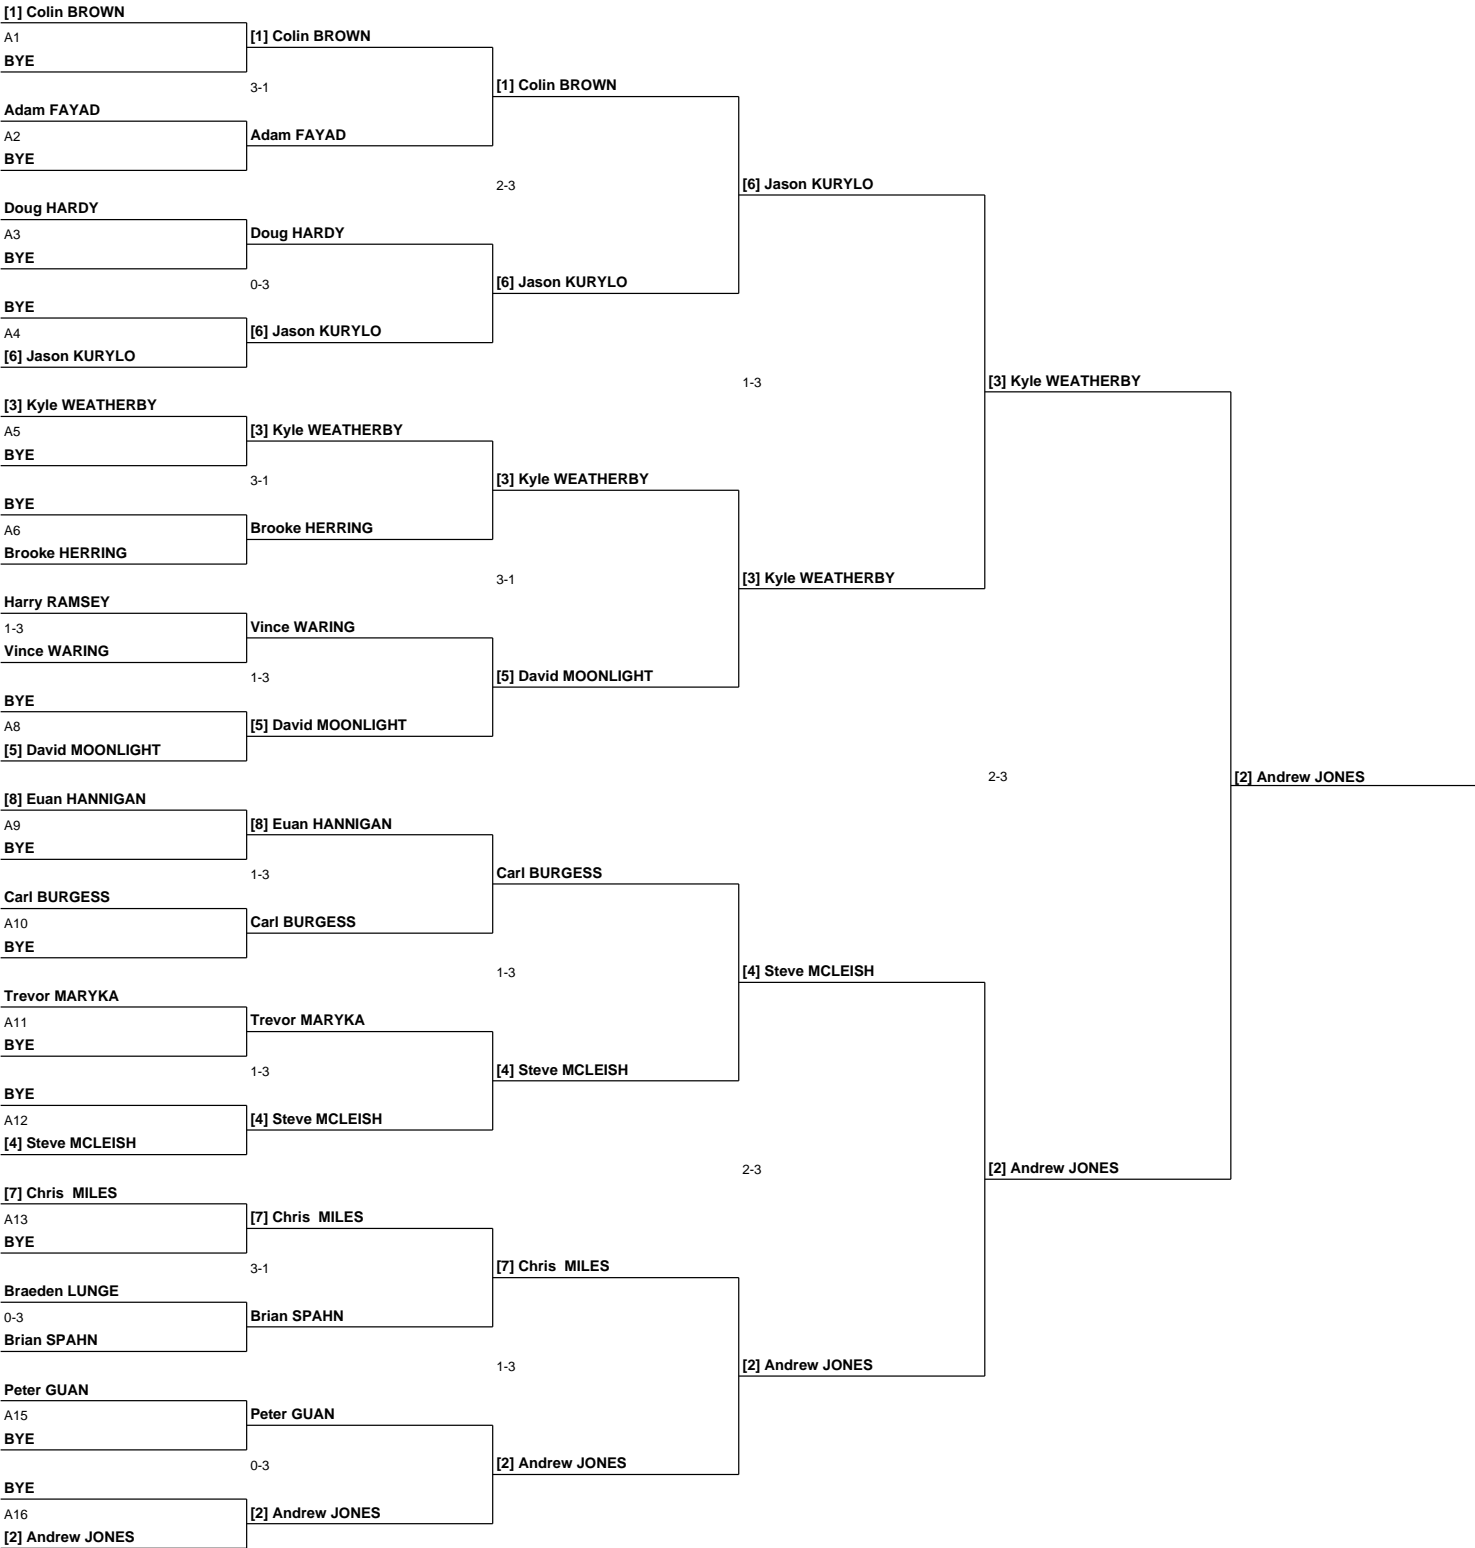 [1] Colin BROWN
A1
BYE
Adam FAYAD
A2
BYE
Doug HARDY
A3
BYE
BYE
A4
[6] Jason KURYLO
[3] Kyle WEATHERBY
A5
BYE
BYE
A6
Brooke HERRING
Harry RAMSEY
1-3
Vince WARING
BYE
A8
[5] David MOONLIGHT
[8] Euan HANNIGAN
A9
BYE
Carl BURGESS
A10
BYE
Trevor MARYKA
A11
BYE
BYE
A12
[4] Steve MCLEISH
[7] Chris  MILES
A13
BYE
Braeden LUNGE
0-3
Brian SPAHN
Peter GUAN
A15
BYE
BYE
A16
[2] Andrew JONES
[1] Colin BROWN
3-1
Adam FAYAD
Doug HARDY
0-3
[6] Jason KURYLO
[3] Kyle WEATHERBY
3-1
Brooke HERRING
Vince WARING
1-3
[5] David MOONLIGHT
[8] Euan HANNIGAN
1-3
Carl BURGESS
Trevor MARYKA
1-3
[4] Steve MCLEISH
[7] Chris  MILES
3-1
Brian SPAHN
Peter GUAN
0-3
[2] Andrew JONES
[1] Colin BROWN
2-3
[6] Jason KURYLO
[3] Kyle WEATHERBY
3-1
[5] David MOONLIGHT
Carl BURGESS
1-3
[4] Steve MCLEISH
[7] Chris  MILES
1-3
[2] Andrew JONES
[6] Jason KURYLO
1-3
[3] Kyle WEATHERBY
[4] Steve MCLEISH
2-3
[2] Andrew JONES
[3] Kyle WEATHERBY
2-3
[2] Andrew JONES
[2] Andrew JONES